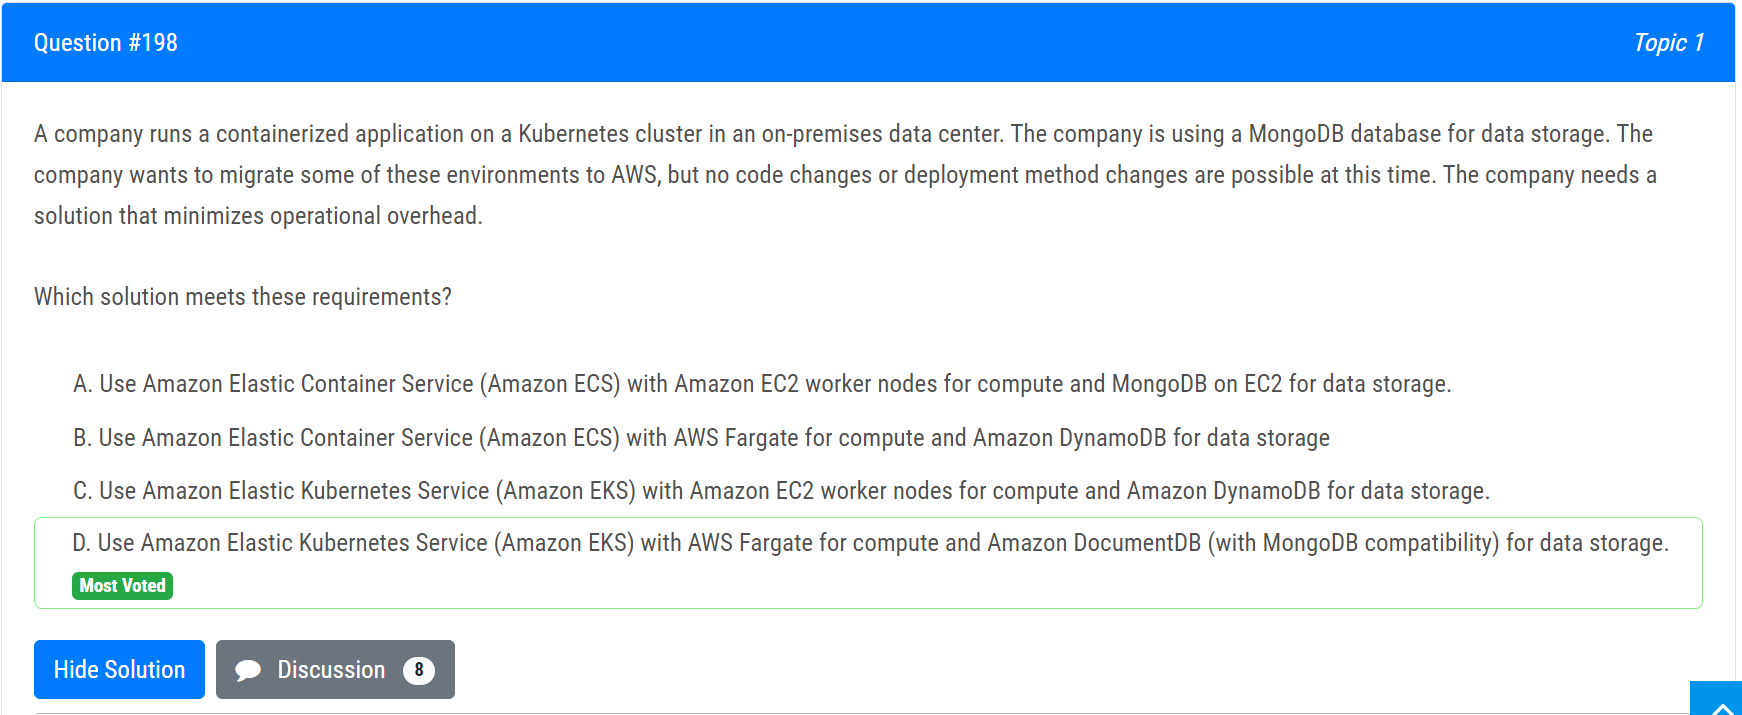 Question #198
Topic 1
A company runs a containerized application on a Kubernetes cluster in an on-premises data center. The company is using a MongoDB database for data storage. The
company wants to migrate some of these environments to AWS, but no code changes or deployment method changes are possible at this time. The company needs a
solution that minimizes operational overhead.
Which solution meets these requirements?
A. Use Amazon Elastic Container Service (Amazon ECS) with Amazon EC2 worker nodes for compute and MongoDB on EC2 for data storage.
B. Use Amazon Elastic Container Service (Amazon ECS) with AWS Fargate for compute and Amazon DynamoDB for data storage
C. Use Amazon Elastic Kubernetes Service (Amazon EKS) with Amazon EC2 worker nodes for compute and Amazon DynamoDB for data storage.
D. Use Amazon Elastic Kubernetes Service (Amazon EKS) with AWS Fargate for compute and Amazon DocumentDB (with MongoDB compatibility) for data storage.
Most Voted
Hide Solution
Discussion 8